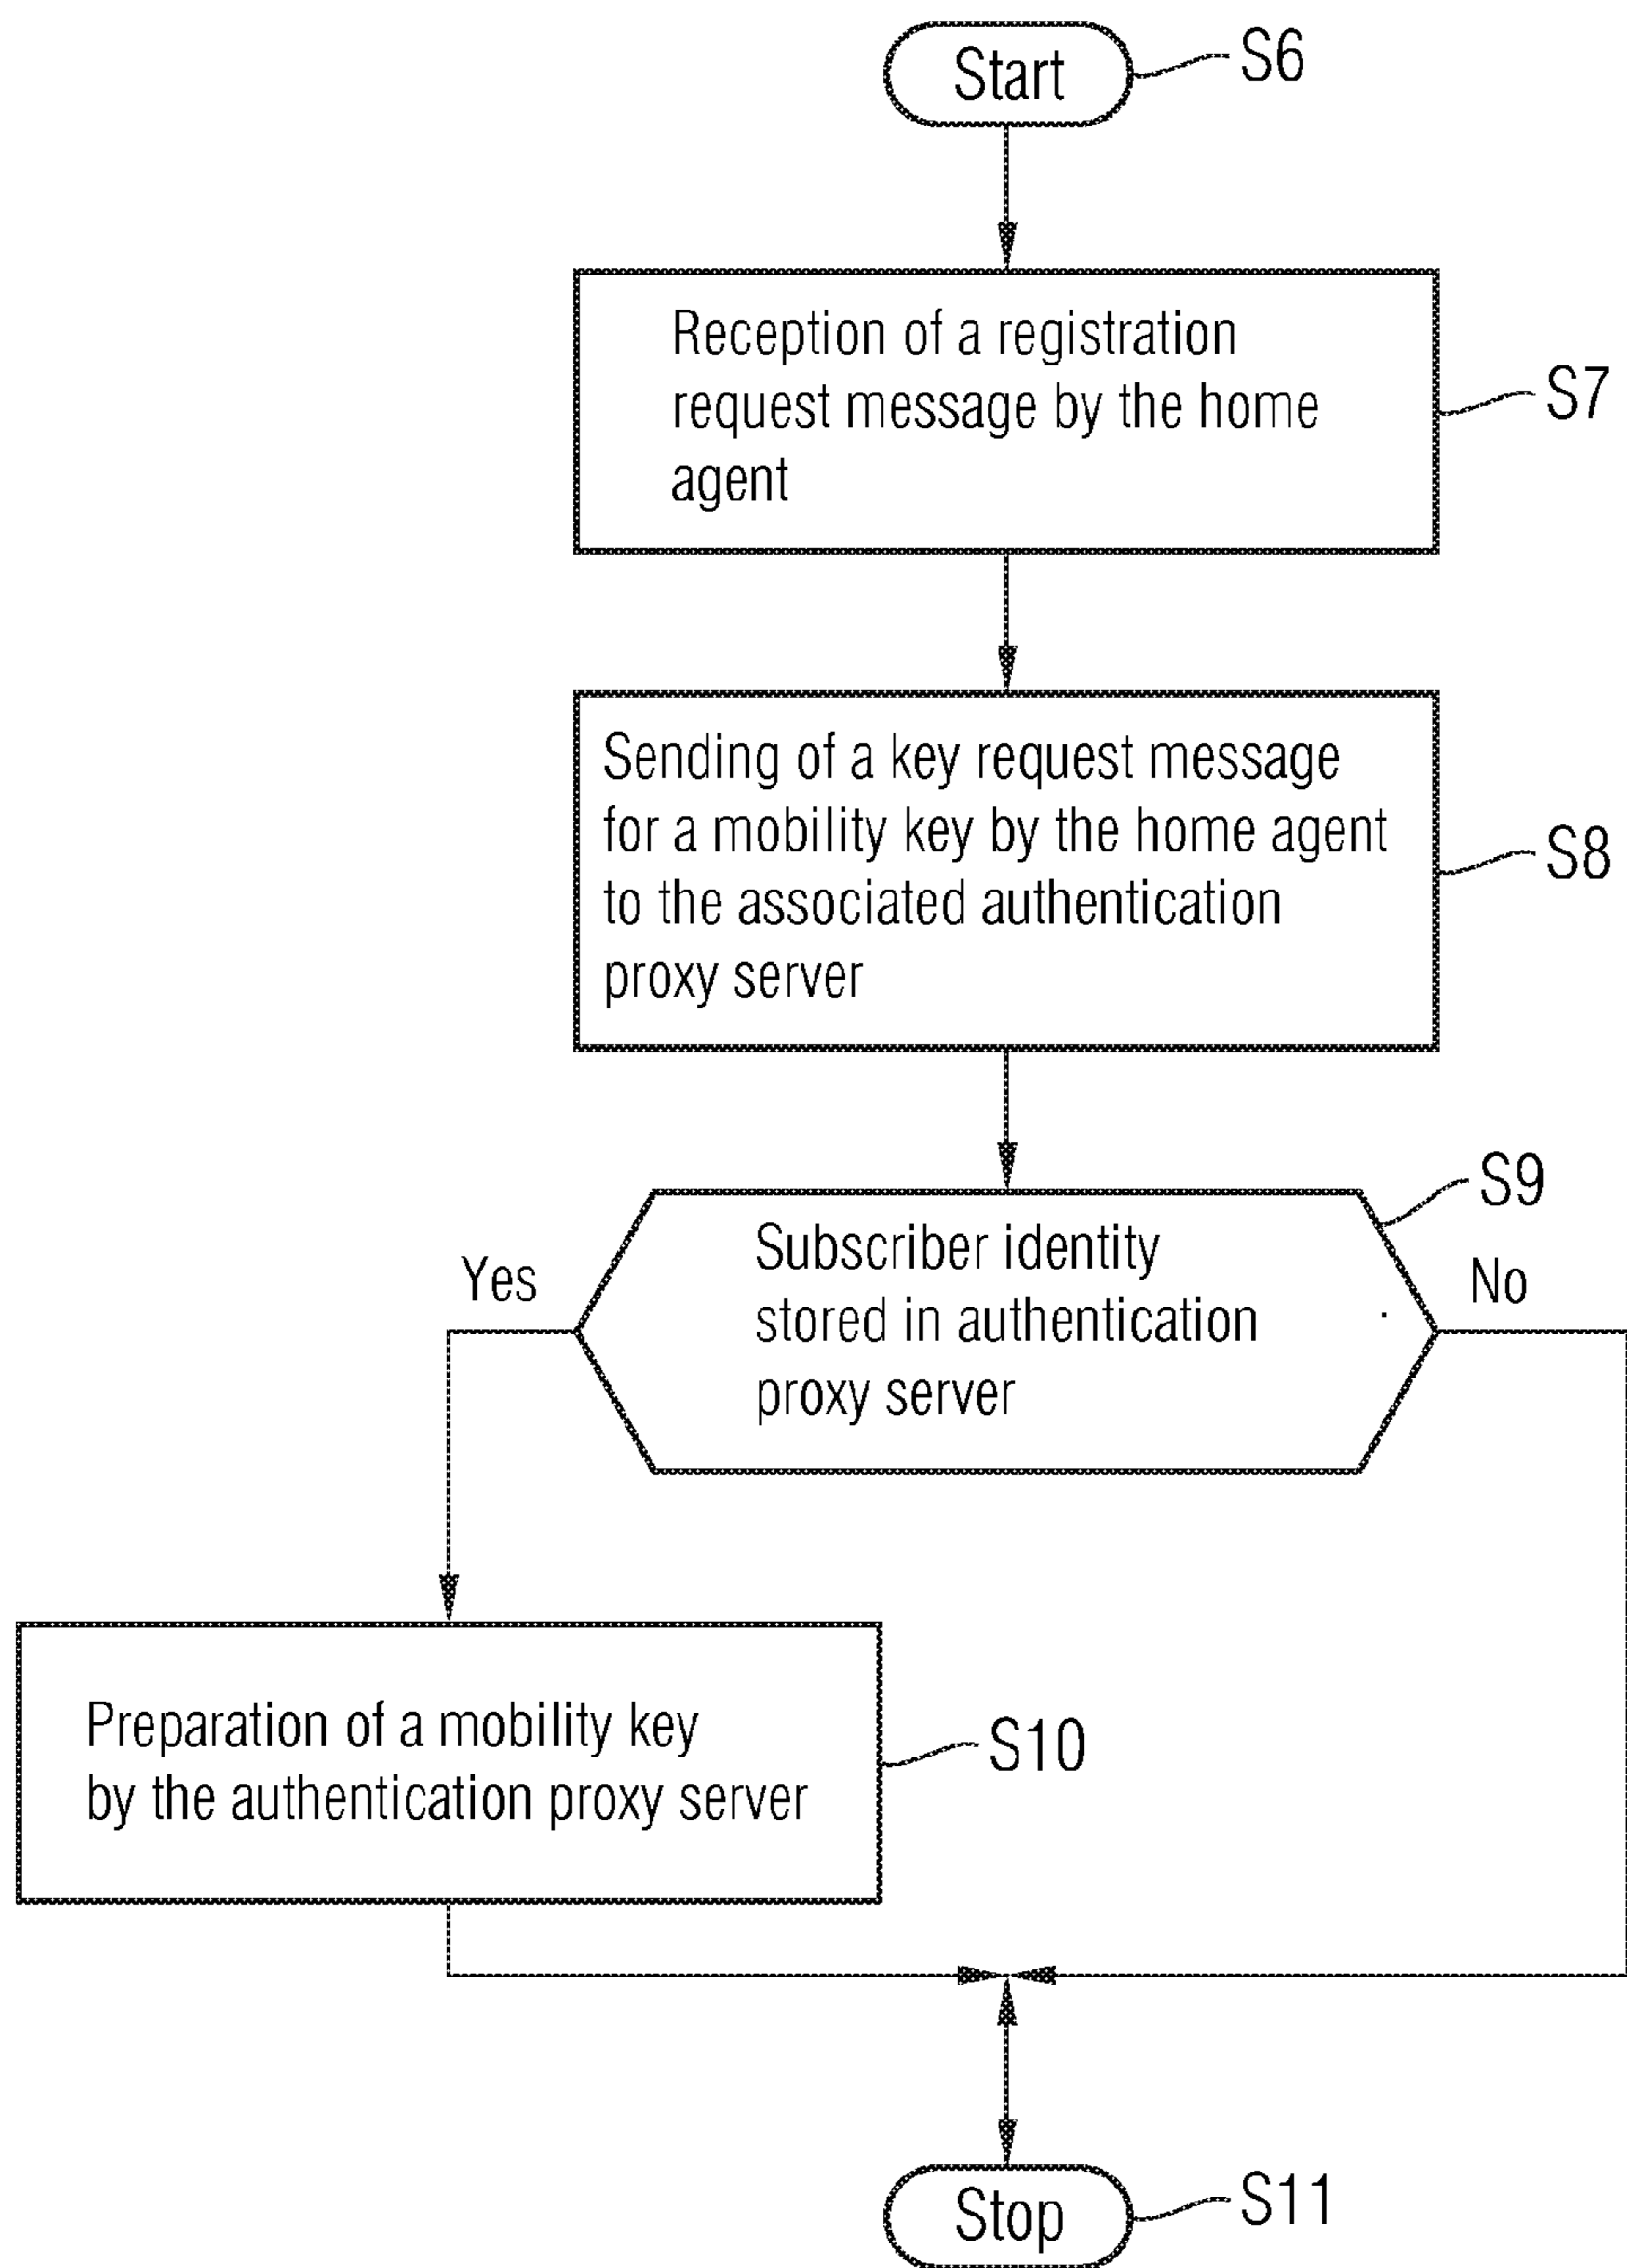 Start
S6
Reception of a registration
request message by the home
agent
S7
Sending of a key request message
for a mobility key by the home agent
to the associated authentication
proxy server
S8
S9
Yes
Subscriber identity
stored in authentication
proxy server
No
Preparation of a mobility key
by the authentication proxy server
S10
Stop
S11